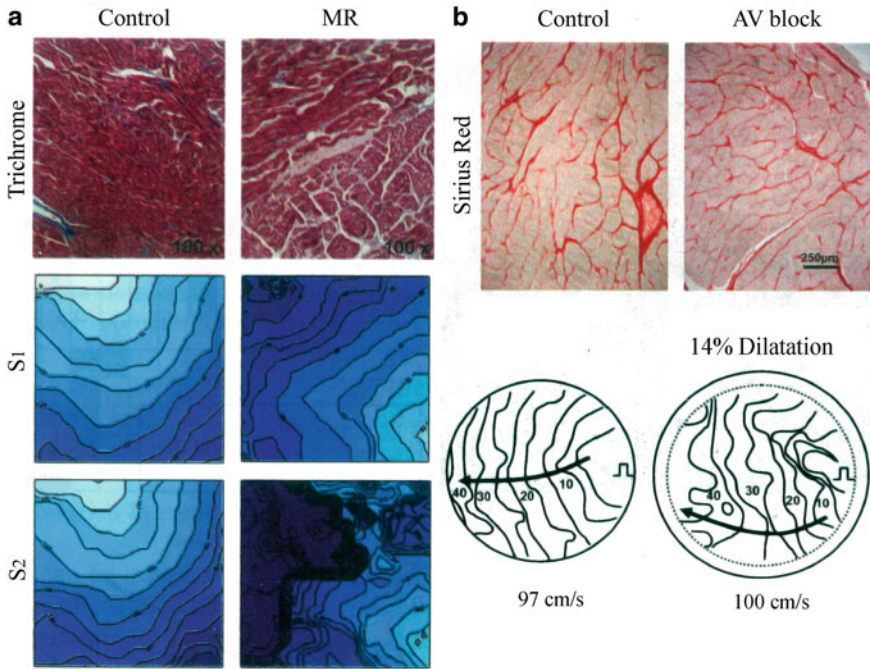 a
Control
MR
Trichrome
100 x
100 x
S1
S2
b
Control
AV block
Sirius Red
250µm
14% Dilatation
40
30
20
10
97 cm/s
40
30
20
10
100 cm/s